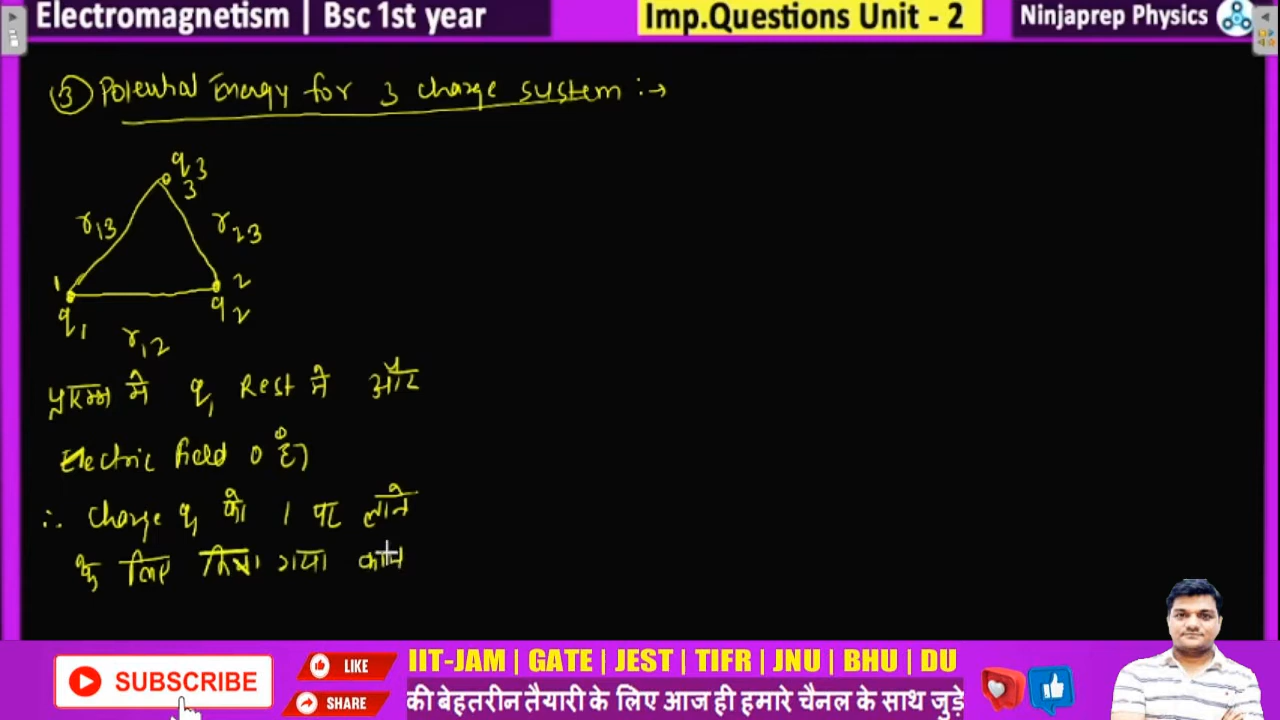 Electromagnetism | Bsc 1st year
Imp.Questions Unit - 2
Ninjaprep Physics
③ Potential Energy for 3 charge system :→
q3
3
r13
r23
1
2
q1
q2
r12
प्रारम्भ में q1 Rest में और
Electric field 0 है।
∴ Charge q1 को 1 पर लाने
के लिए किया गया कार्य
SUBSCRIBE
LIKE
SHARE
IIT-JAM | GATE | JEST | TIFR | JNU | BHU | DU
की बेहतरीन तैयारी के लिए आज ही हमारे चैनल के साथ जुड़े